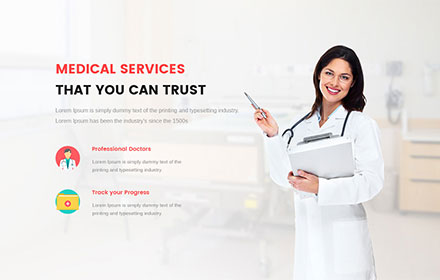 MEDICAL SERVICES
THAT YOU CAN TRUST
Lorem Ipsum is simply dummy text of the printing and typesetting industry.
Lorem Ipsum has been the industry's since the 1500s
Professional Doctors
Lorem Ipsum is simply dummy text of the
printing and typesetting industry.
Track your Progress
Lorem Ipsum is simply dummy text of the
printing and typesetting industry.